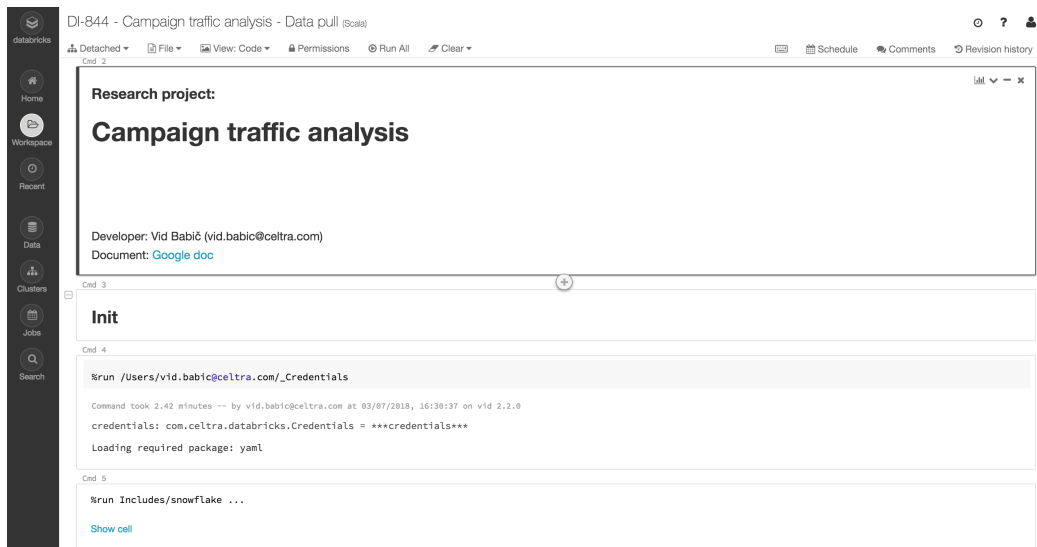 databricks
DI-844 - Campaign traffic analysis - Data pull (Scala)
Detached File View: Code Permissions Run All Clear Schedule Comments Revision history
Home
Workspace
Recent
Data
Clusters
Jobs
Search
Cmd 2
Research project:
Campaign traffic analysis
Developer: Vid Babič (vid.babic@celtra.com)
Document: Google doc
Cmd 3
Init
Cmd 4
%run /Users/vid.babic@celtra.com/_Credentials
Command took 2.42 minutes -- by vid.babic@celtra.com at 03/07/2018, 16:30:37 on vid 2.2.0
credentials: com.celtra.databricks.Credentials = ***credentials***
Loading required package: yaml
Cmd 5
%run Includes/snowflake ...
Show cell